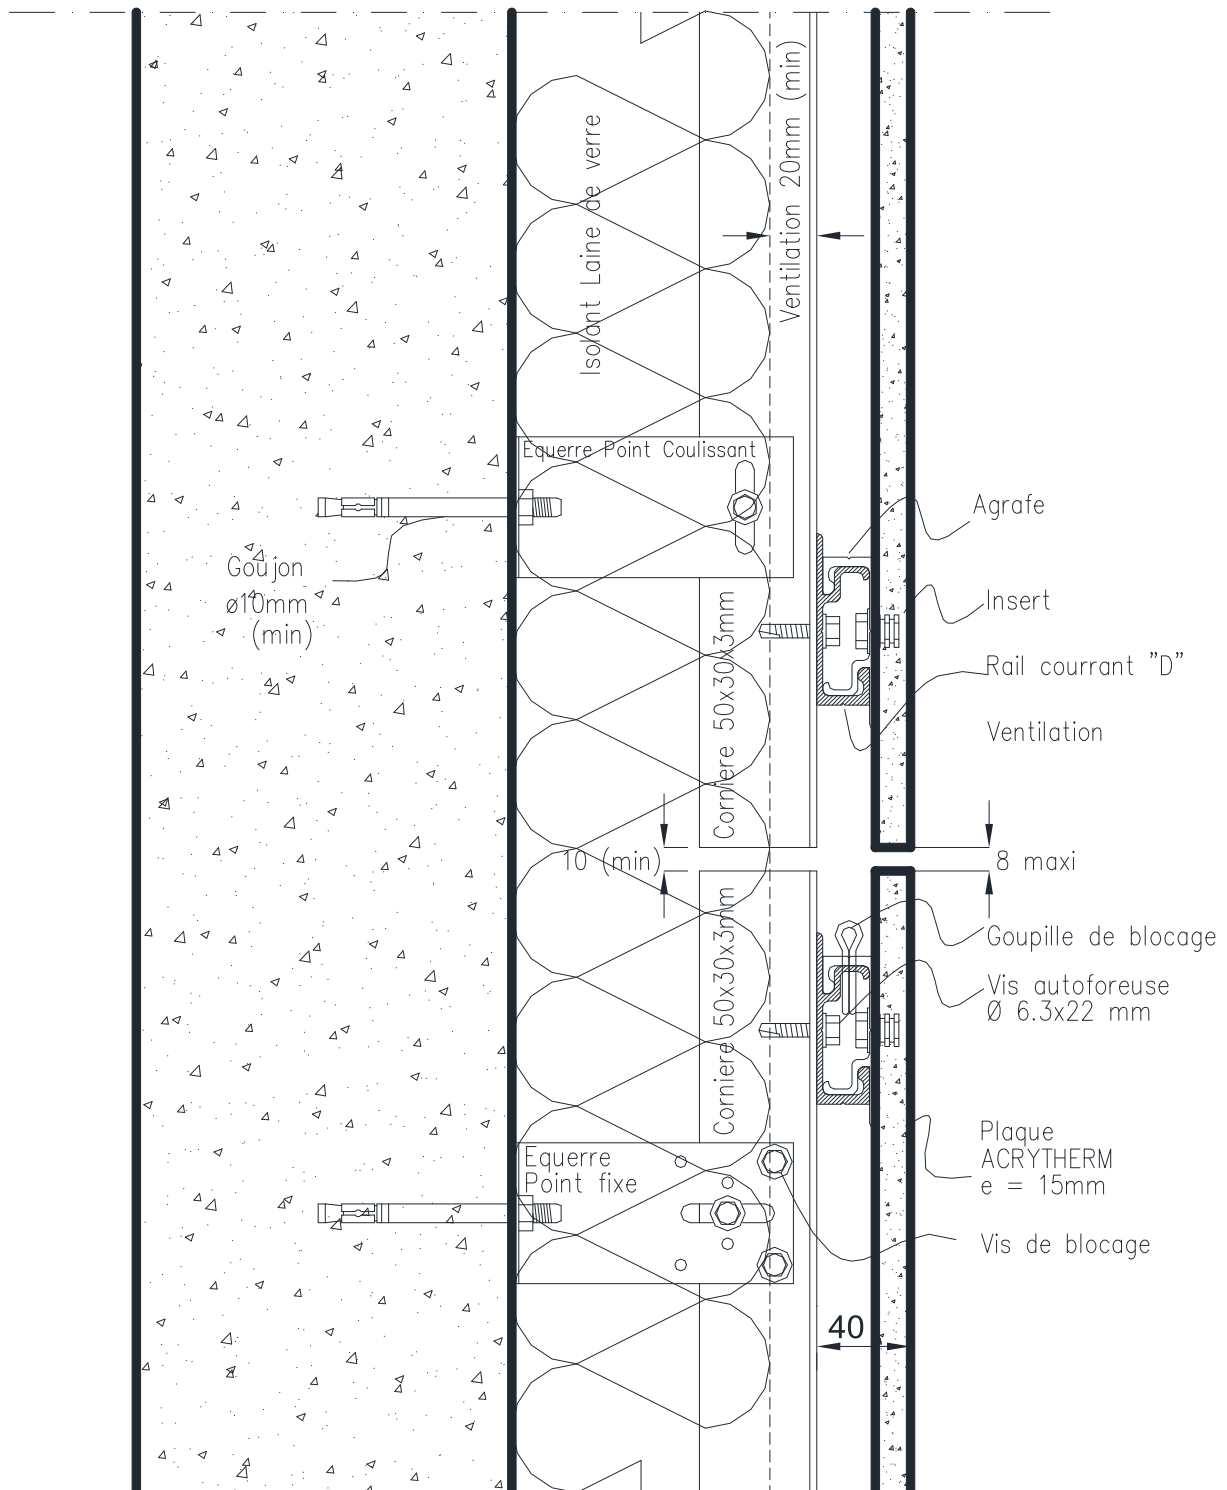 Ventilation 20mm (min)
Isolant Laine de verre
Equerre Point Coulissant
Agrafe
Goujon
ø10mm
(min)
Insert
Corniere 50x30x3mm
Rail courrant "D"
Ventilation
10 (min)
8 maxi
Corniere 50x30x3mm
Goupille de blocage
Vis autoforeuse
Ø 6.3x22 mm
Plaque
ACRYTHERM
e = 15mm
Equerre
Point fixe
Vis de blocage
40